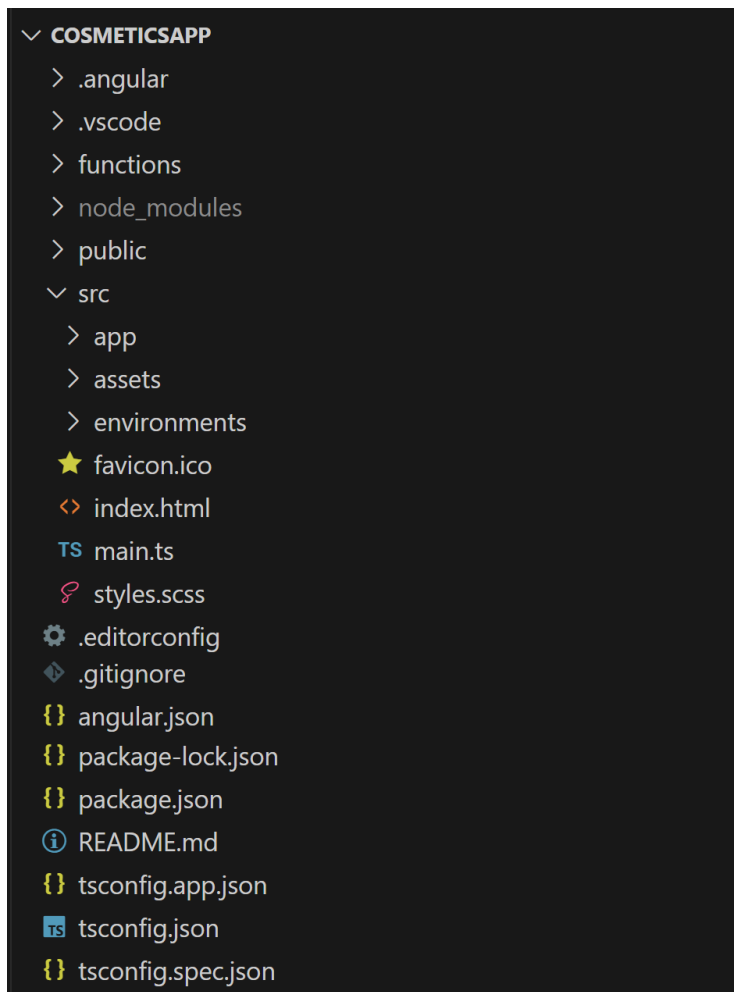 COSMETICSAPP
.angular
.vscode
functions
node_modules
public
src
app
assets
environments
favicon.ico
index.html
TS main.ts
styles.scss
.editorconfig
.gitignore
{} angular.json
{} package-lock.json
{} package.json
README.md
{} tsconfig.app.json
TS tsconfig.json
{} tsconfig.spec.json